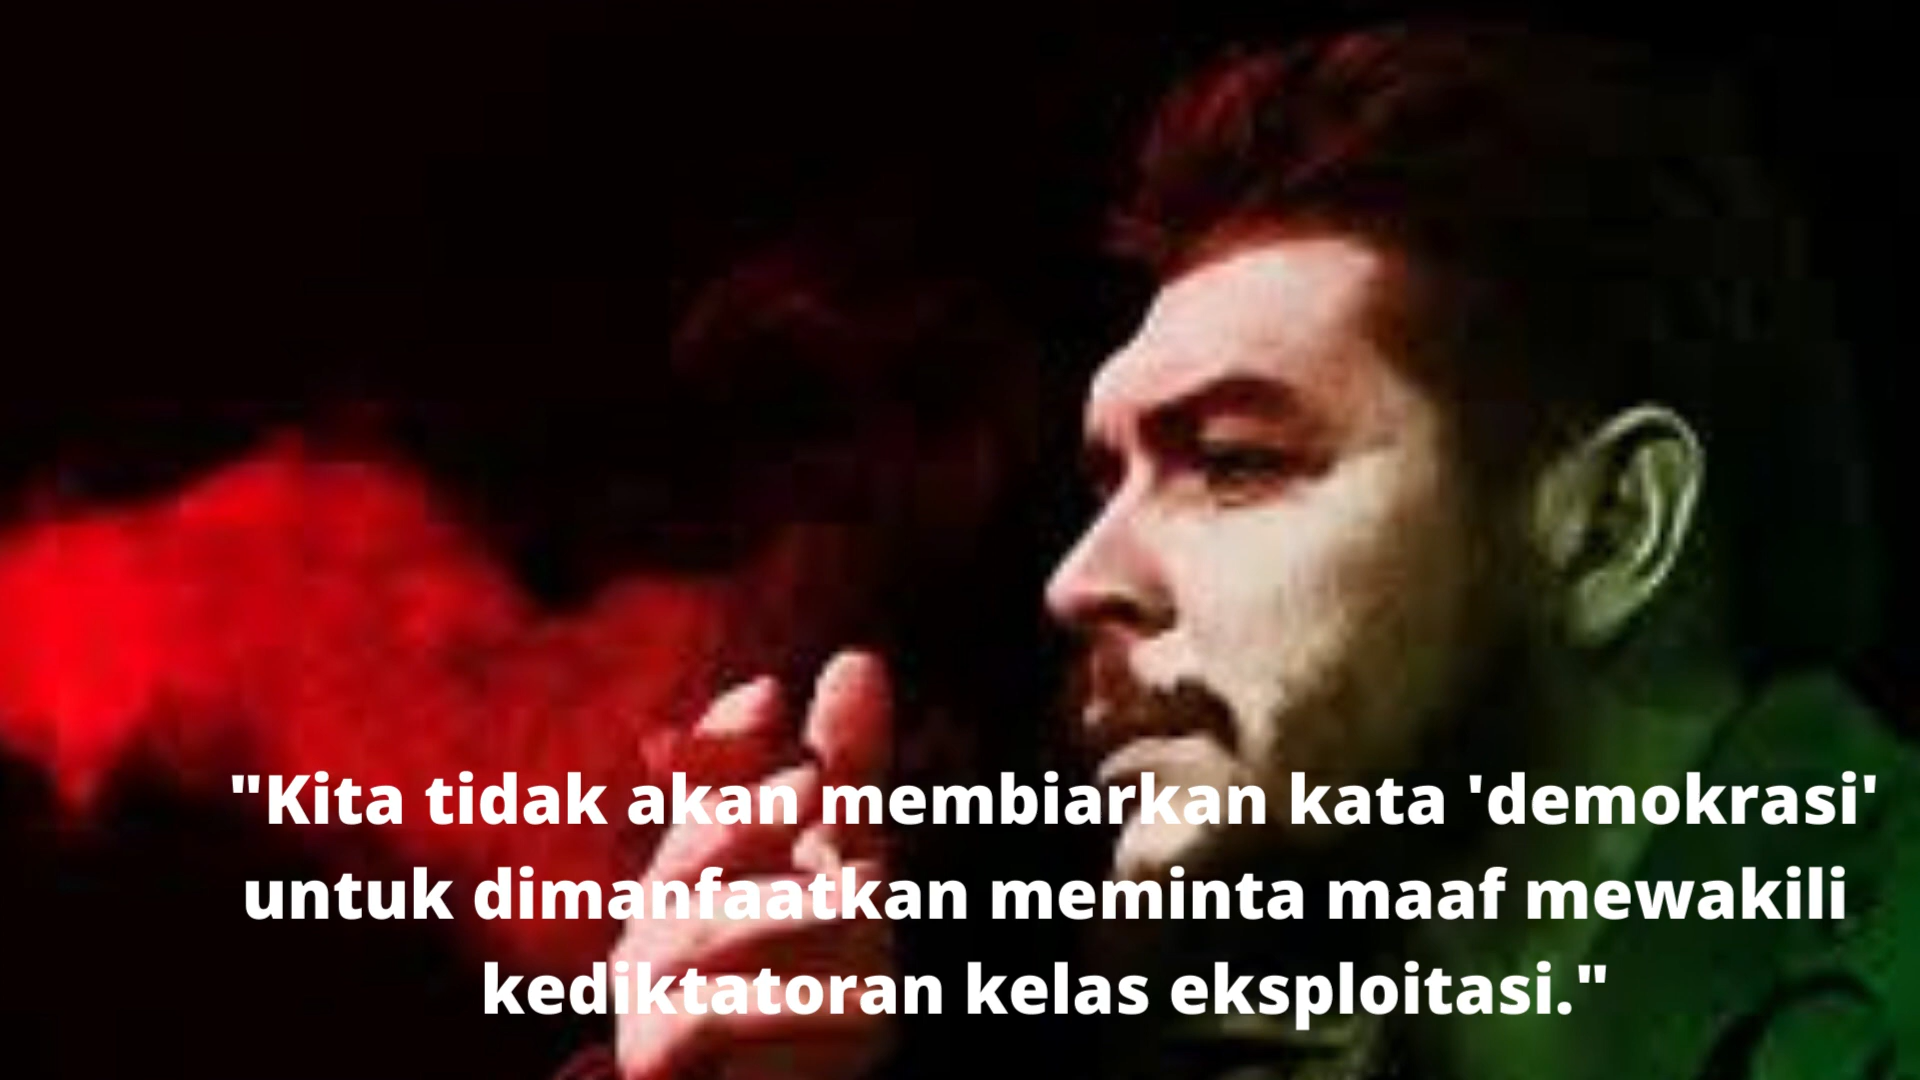 "Kita tidak akan membiarkan kata 'demokrasi'
untuk dimanfaatkan meminta maaf mewakili
kediktatoran kelas eksploitasi."